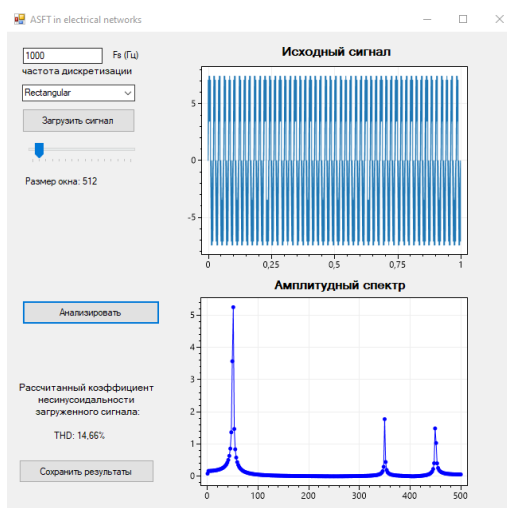 ASFT in electrical networks
1000 Fs (Гц)
частота дискретизации
Rectangular
Загрузить сигнал
Размер окна: 512
Исходный сигнал
5
0
-5
0 0,25 0,5 0,75 1
Анализировать
Рассчитанный коэффициент
несинусоидальности
загруженного сигнала:
THD: 14,66%
Сохранить результаты
Амплитудный спектр
5
4
3
2
1
0
0 100 200 300 400 500